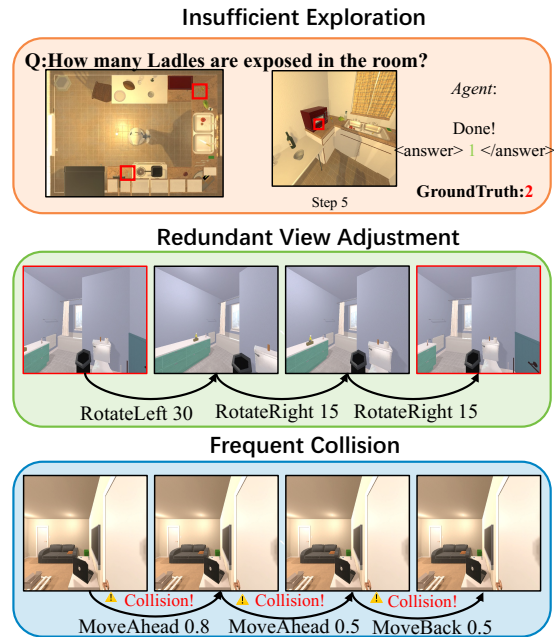 Insufficient Exploration
Q:How many Ladles are exposed in the room?
Agent:
Done!
<answer> 1 </answer>
GroundTruth:2
Step 5
Redundant View Adjustment
RotateLeft 30
RotateRight 15
RotateRight 15
Frequent Collision
Collision!
Collision!
Collision!
MoveAhead 0.8
MoveAhead 0.5
MoveBack 0.5